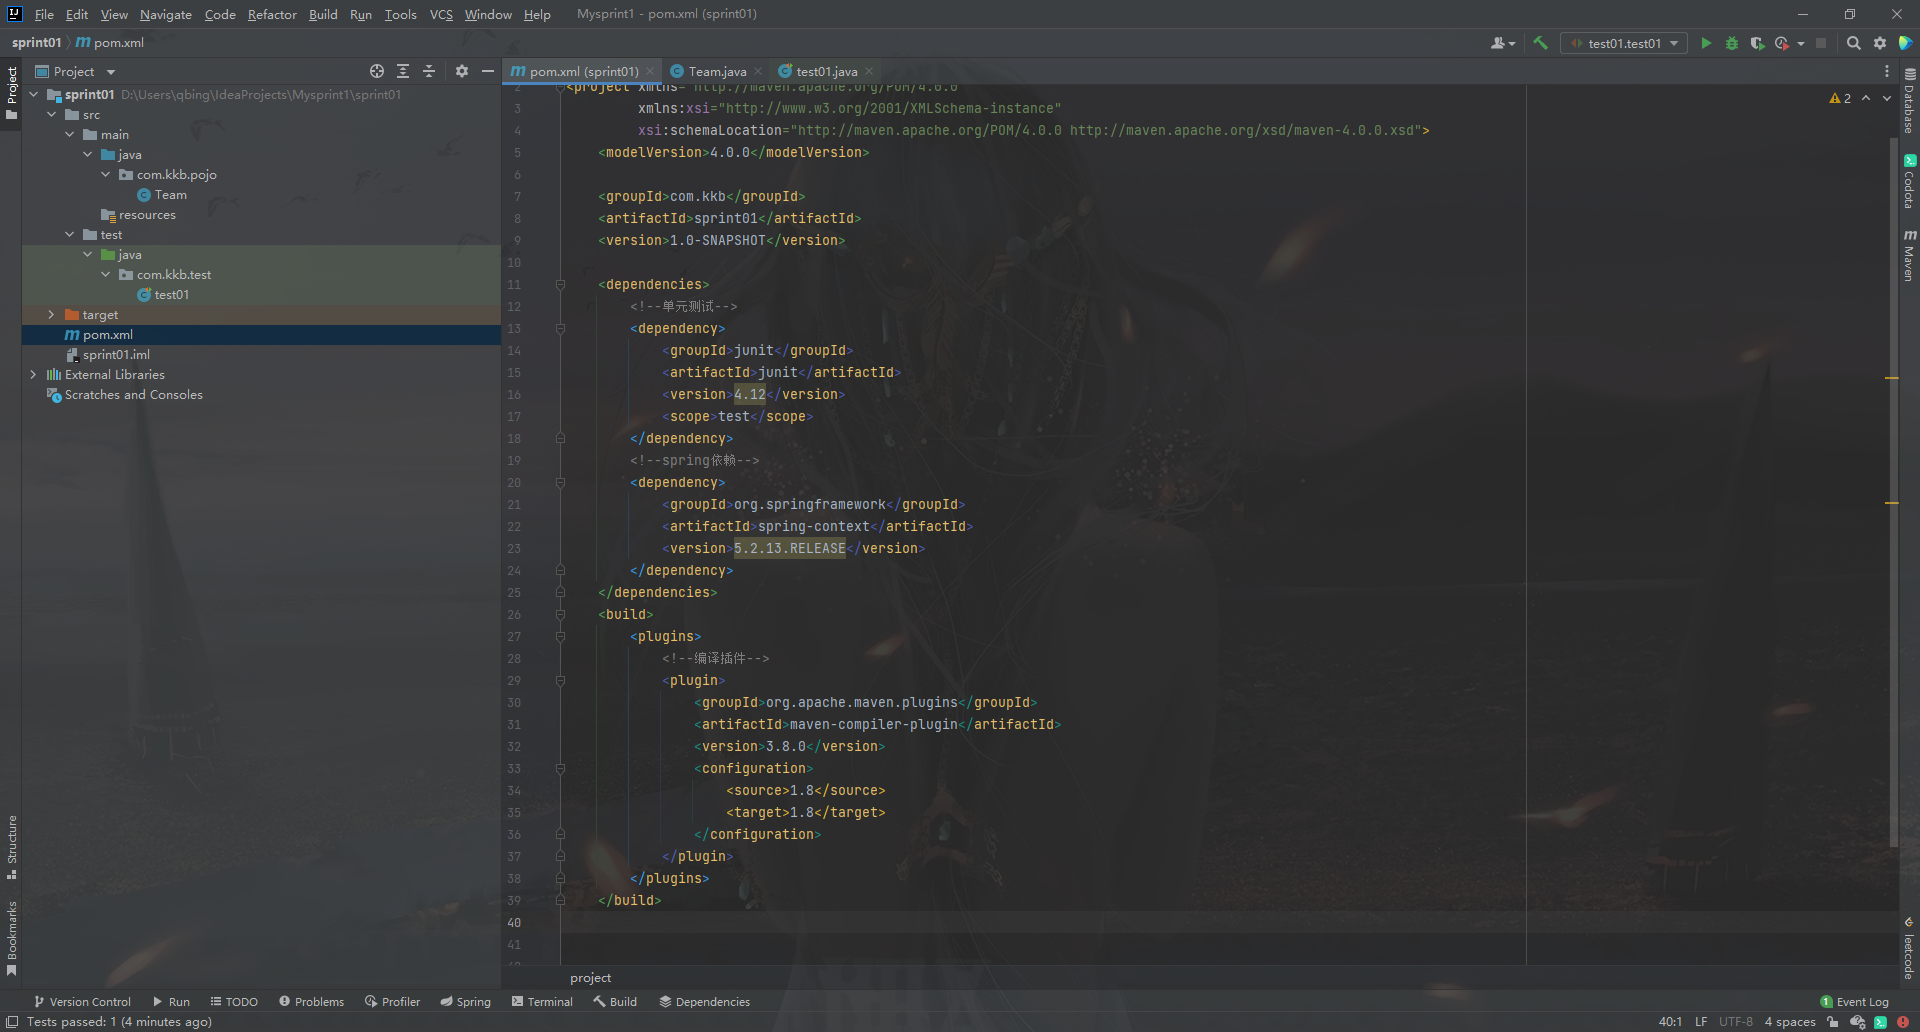 File Edit View Navigate Code Refactor Build Run Tools VCS Window Help Mysprint1 - pom.xml (sprint01)
sprint01 pom.xml
test01.test01
Project
Project
sprint01 D:\Users\qbing\IdeaProjects\Mysprint1\sprint01
src
main
java
com.kkb.pojo
Team
resources
test
java
com.kkb.test
test01
target
pom.xml
sprint01.iml
External Libraries
Scratches and Consoles
Structure
Bookmarks
pom.xml (sprint01) Team.java test01.java
2
2 <project xmlns="http://maven.apache.org/POM/4.0.0"
3 xmlns:xsi="http://www.w3.org/2001/XMLSchema-instance"
4 xsi:schemaLocation="http://maven.apache.org/POM/4.0.0 http://maven.apache.org/xsd/maven-4.0.0.xsd">
5 <modelVersion>4.0.0</modelVersion>
6
7 <groupId>com.kkb</groupId>
8 <artifactId>sprint01</artifactId>
9 <version>1.0-SNAPSHOT</version>
10
11 <dependencies>
12 <!--单元测试-->
13 <dependency>
14 <groupId>junit</groupId>
15 <artifactId>junit</artifactId>
16 <version>4.12</version>
17 <scope>test</scope>
18 </dependency>
19 <!--spring依赖-->
20 <dependency>
21 <groupId>org.springframework</groupId>
22 <artifactId>spring-context</artifactId>
23 <version>5.2.13.RELEASE</version>
24 </dependency>
25 </dependencies>
26 <build>
27 <plugins>
28 <!--编译插件-->
29 <plugin>
30 <groupId>org.apache.maven.plugins</groupId>
31 <artifactId>maven-compiler-plugin</artifactId>
32 <version>3.8.0</version>
33 <configuration>
34 <source>1.8</source>
35 <target>1.8</target>
36 </configuration>
37 </plugin>
38 </plugins>
39 </build>
40
41
project
Database
Codota
Maven
leetcode
Version Control Run TODO Problems Profiler Spring Terminal Build Dependencies 1 Event Log
Tests passed: 1 (4 minutes ago) 40:1 LF UTF-8 4 spaces